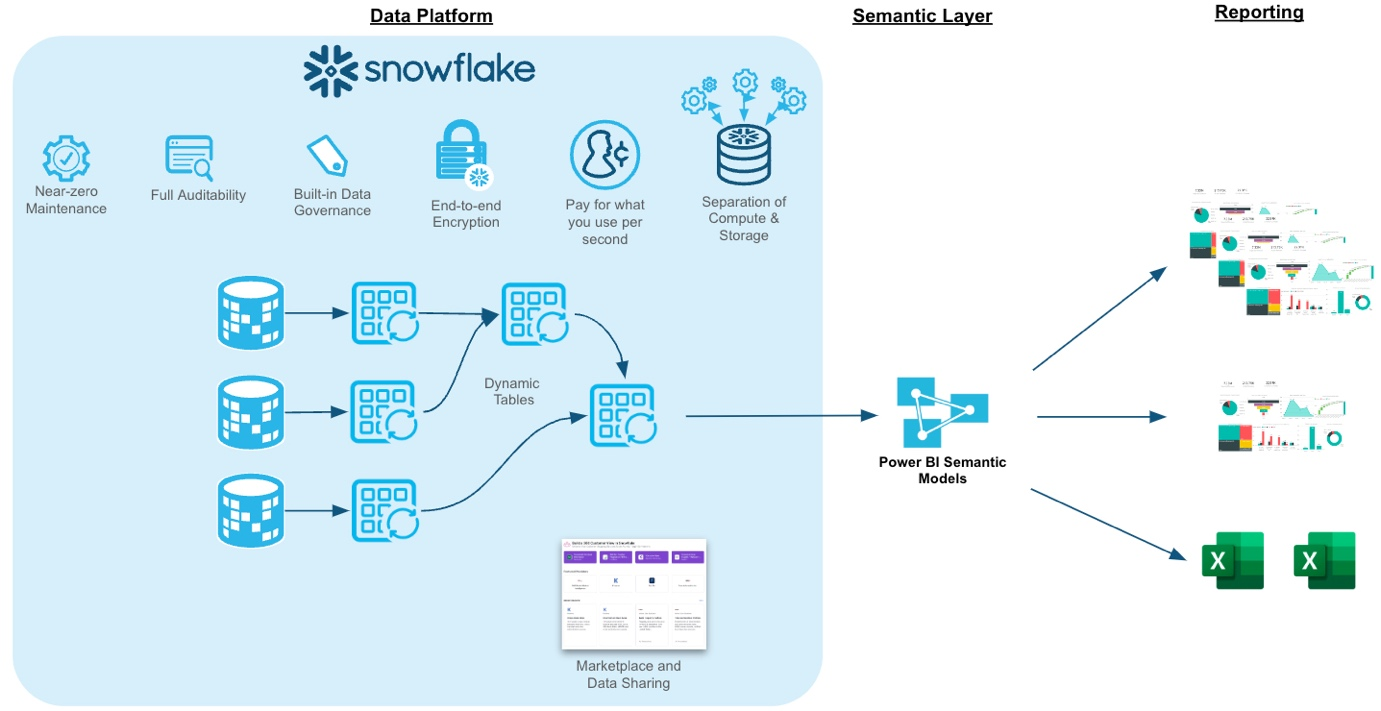 Data Platform
Semantic Layer
Reporting
snowflake
Near-zero
Maintenance
Full Auditability
Built-in Data
Governance
End-to-end
Encryption
Pay for what
you use per
second
Separation of
Compute &
Storage
Dynamic
Tables
Power BI Semantic
Models
Marketplace and
Data Sharing
X
X